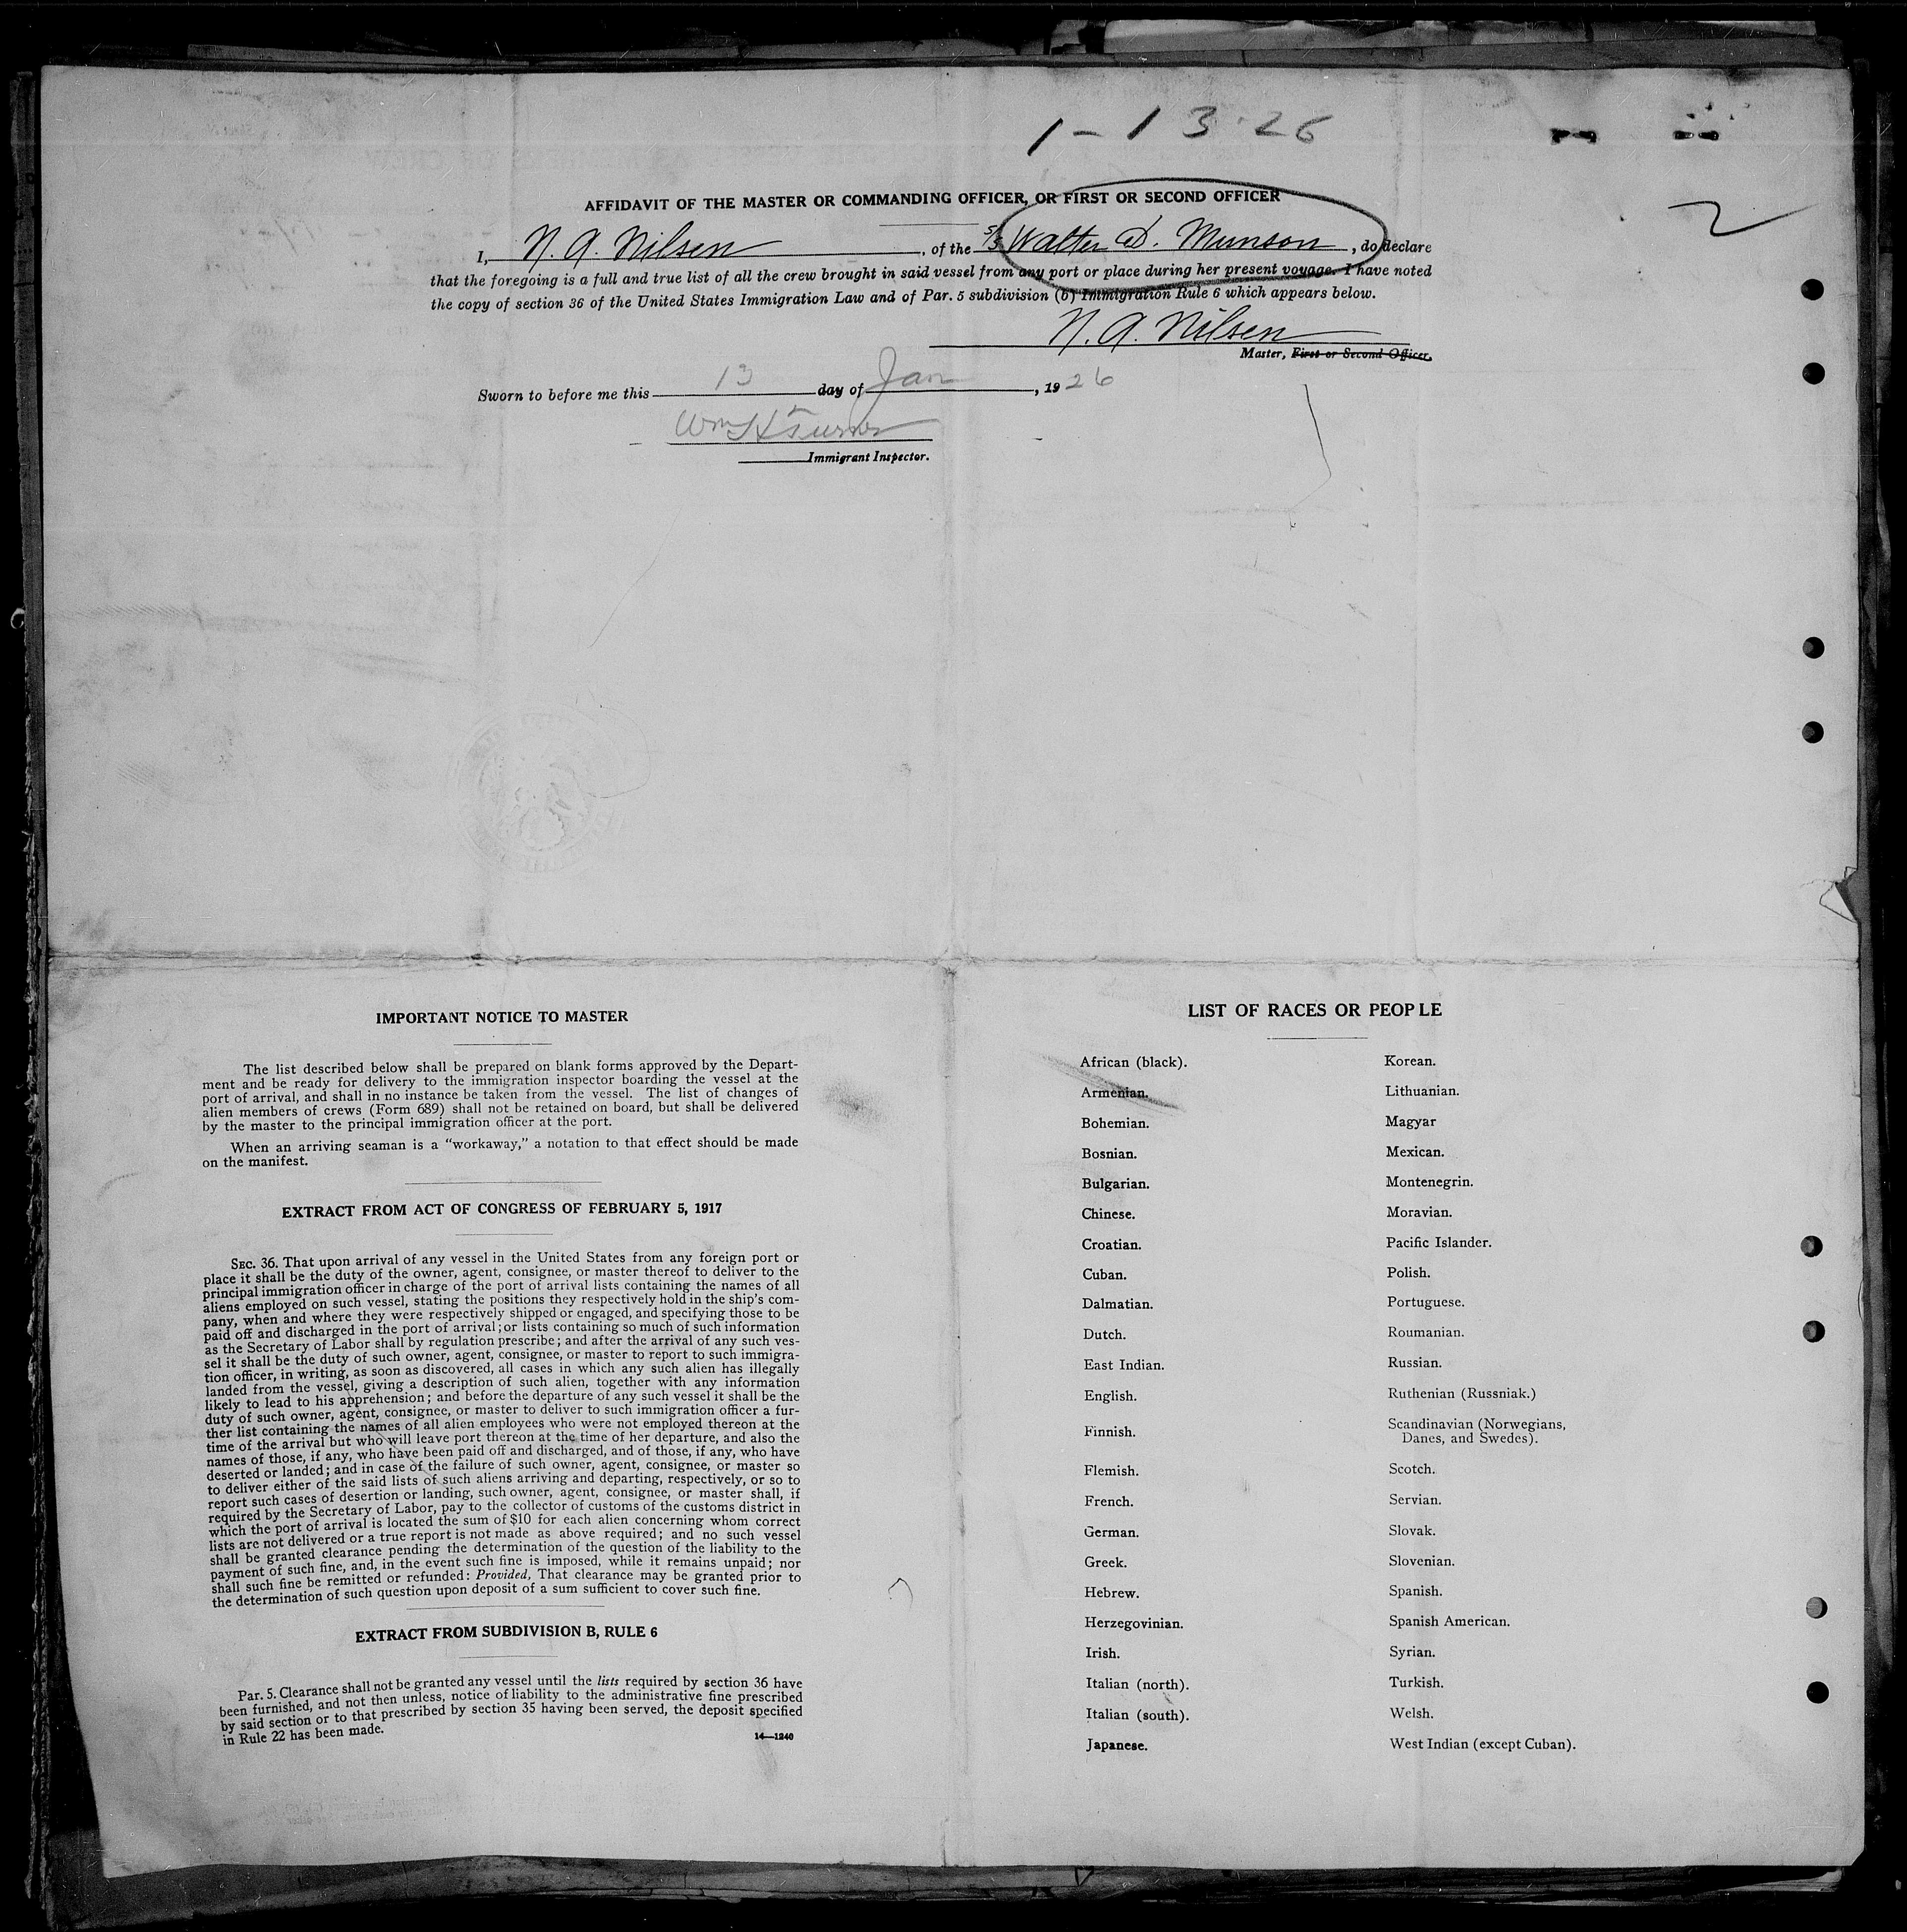 1-13-26
2
AFFIDAVIT OF THE MASTER OR COMMANDING OFFICER, OR FIRST OR SECOND OFFICER
I, N. A. Nilsen, of the S/S Walter D. Munson, do declare
that the foregoing is a full and true list of all the crew brought in said vessel from any port or place during her present voyage. I have noted
the copy of section 36 of the United States Immigration Law and of Par. 5 subdivision (b) Immigration Rule 6 which appears below.
N. A. Nilsen
Master, First or Second Officer.
Sworn to before me this 13 day of Jan, 1926
Wm H Turner
Immigrant Inspector.
IMPORTANT NOTICE TO MASTER
The list described below shall be prepared on blank forms approved by the Depart-
ment and be ready for delivery to the immigration inspector boarding the vessel at the
port of arrival, and shall in no instance be taken from the vessel. The list of changes of
alien members of crews (Form 689) shall not be retained on board, but shall be delivered
by the master to the principal immigration officer at the port.
When an arriving seaman is a "workaway," a notation to that effect should be made
on the manifest.
EXTRACT FROM ACT OF CONGRESS OF FEBRUARY 5, 1917
SEC. 36. That upon arrival of any vessel in the United States from any foreign port or
place it shall be the duty of the owner, agent, consignee, or master thereof to deliver to the
principal immigration officer in charge of the port of arrival lists containing the names of all
aliens employed on such vessel, stating the positions they respectively hold in the ship's com-
pany, when and where they were respectively shipped or engaged, and specifying those to be
paid off and discharged in the port of arrival; or lists containing so much of such information
as the Secretary of Labor shall by regulation prescribe; and after the arrival of any such ves-
sel it shall be the duty of such owner, agent, consignee, or master to report to such immigra-
tion officer, in writing, as soon as discovered, all cases in which any such alien has illegally
landed from the vessel, giving a description of such alien, together with any information
likely to lead to his apprehension; and before the departure of any such vessel it shall be the
duty of such owner, agent, consignee, or master to deliver to such immigration officer a fur-
ther list containing the names of all alien employees who were not employed thereon at the
time of the arrival but who will leave port thereon at the time of her departure, and also the
names of those, if any, who have been paid off and discharged, and of those, if any, who have
deserted or landed; and in case of the failure of such owner, agent, consignee, or master so
to deliver either of the said lists of such aliens arriving and departing, respectively, or so to
report such cases of desertion or landing, such owner, agent, consignee, or master shall, if
required by the Secretary of Labor, pay to the collector of customs of the customs district in
which the port of arrival is located the sum of $10 for each alien concerning whom correct
lists are not delivered or a true report is not made as above required; and no such vessel
shall be granted clearance pending the determination of the question of the liability to the
payment of such fine, and, in the event such fine is imposed, while it remains unpaid; nor
shall such fine be remitted or refunded: Provided, That clearance may be granted prior to
the determination of such question upon deposit of a sum sufficient to cover such fine.
EXTRACT FROM SUBDIVISION B, RULE 6
Par. 5. Clearance shall not be granted any vessel until the lists required by section 36 have
been furnished, and not then unless, notice of liability to the administrative fine prescribed
by said section or to that prescribed by section 35 having been served, the deposit specified
in Rule 22 has been made.
14—1240
LIST OF RACES OR PEOPLE
African (black).
Armenian.
Bohemian.
Bosnian.
Bulgarian.
Chinese.
Croatian.
Cuban.
Dalmatian.
Dutch.
East Indian.
English.
Finnish.
Flemish.
French.
German.
Greek.
Hebrew.
Herzegovinian.
Irish.
Italian (north).
Italian (south).
Japanese.
Korean.
Lithuanian.
Magyar
Mexican.
Montenegrin.
Moravian.
Pacific Islander.
Polish.
Portuguese.
Roumanian.
Russian.
Ruthenian (Russniak.)
Scandinavian (Norwegians,
Danes, and Swedes).
Scotch.
Servian.
Slovak.
Slovenian.
Spanish.
Spanish American.
Syrian.
Turkish.
Welsh.
West Indian (except Cuban).